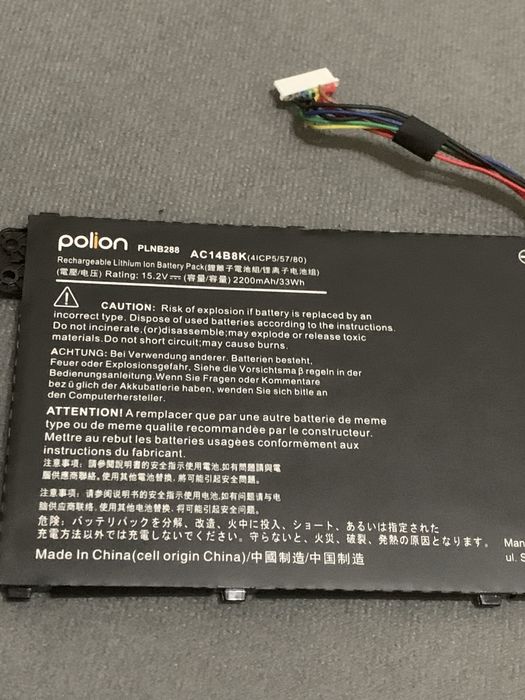 polion PLNB288 AC14B8K(4ICP5/57/80)
Rechargeable Lithium Ion Battery Pack(鋰離子電池組/锂离子电池组)
(電壓/电压) Rating: 15.2V⎓ (容量/容量) 2200mAh/33Wh
CAUTION: Risk of explosion if battery is replaced by an
incorrect type. Dispose of used batteries according to the instructions.
Do not incinerate,(or)disassemble;may explode or release toxic
materials.Do not short circuit;may cause burns.
ACHTUNG: Bei Verwendung anderer. Batterien besteht,
Feuer oder Explosionsgefahr, Siehe die Vorsichtsma β regeln in der
Bedienungsanleitung.Wenn Sie Fragen oder Kommentare
bez ü glich der Akkubatterie haben, wenden Sie sich bitte an
den Computerhersteller.
ATTENTION! A remplacer que par une autre batterie de meme
type ou de meme qualite recommandée par le constructeur.
Mettre au rebut les batteries usagées conformément aux
instructions du fabricant.
注意事項: 請參閱說明書的安全指示使用電池.如有問題請與電
腦供應商聯絡. 使用其他電池替換. 將可能引起安全問題.
注意事项: 请参阅说明书的安全指示使用电池.如有问题请与电
脑供应商联络. 使用其他电池替换. 将可能引起安全问题.
危険: バッテリパックを分解、改造、火中に投入、ショート、あるいは指定された
充電方法以外では充電しないでください。守らないと、火災、破裂、発熱の原因となります。
Made In China(cell origin China)/中國制造/中国制造
Man
ul. S